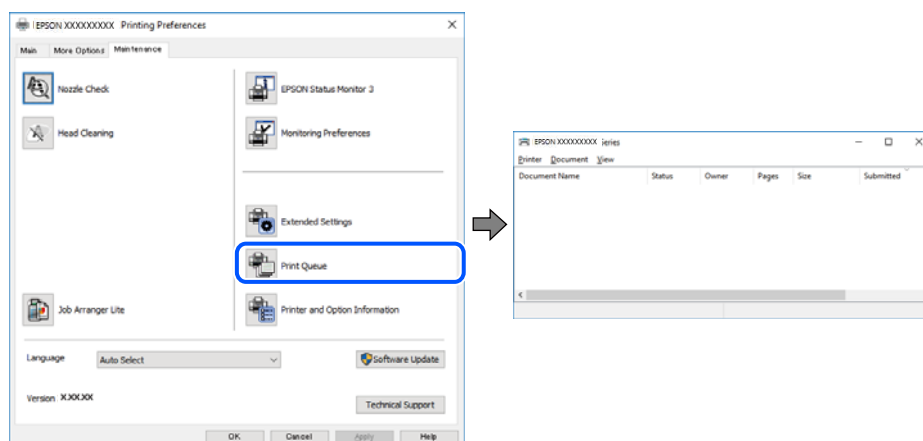 EPSON XXXXXXXXX Printing Preferences
Main More Options Maintenance
Nozzle Check
EPSON Status Monitor 3
Head Cleaning
Monitoring Preferences
Extended Settings
Print Queue
Job Arranger Lite
Printer and Option Information
Language Auto Select
Software Update
Version X.XX.XX
Technical Support
OK Cancel Apply Help
EPSON XXXXXXXXX ieries
Printer Document View
Document Name Status Owner Pages Size Submitted